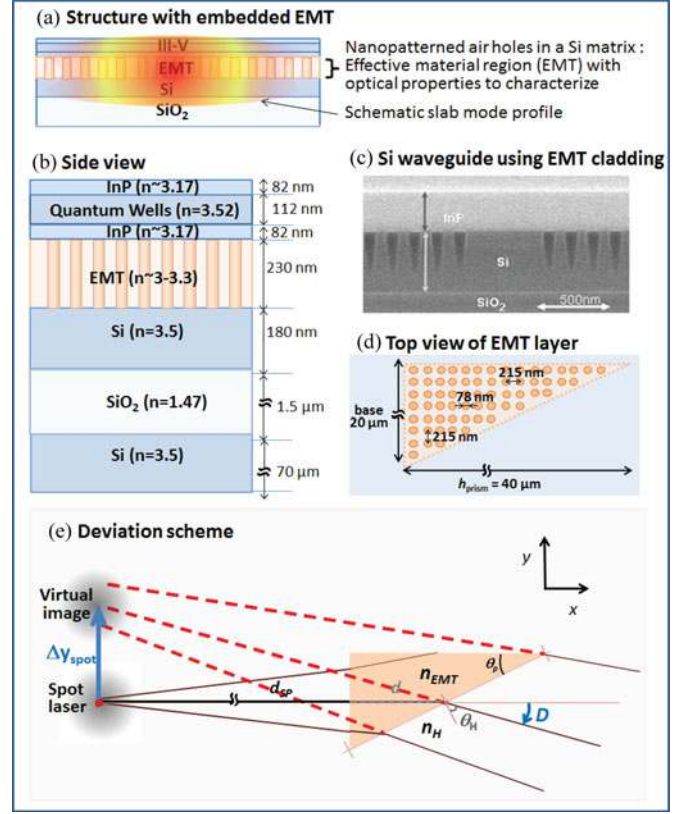 (a) Structure with embedded EMT
III-V
EMT
Si
SiO2
Nanopatterned air holes in a Si matrix :
Effective material region (EMT) with
optical properties to characterize
Schematic slab mode profile
(b) Side view
InP (n~3.17)
82 nm
Quantum Wells (n=3.52)
112 nm
InP (n~3.17)
82 nm
EMT (n~3-3.3)
230 nm
Si (n=3.5)
180 nm
SiO2 (n=1.47)
1.5 μm
Si (n=3.5)
70 μm
(c) Si waveguide using EMT cladding
InP
Si
SiO2
500nm
(d) Top view of EMT layer
215 nm
78 nm
base
20 μm
215 nm
hprism = 40 μm
(e) Deviation scheme
y
x
Virtual
image
Δyspot
Spot
laser
dSP
d
nEMT
θp
nH
θH
D